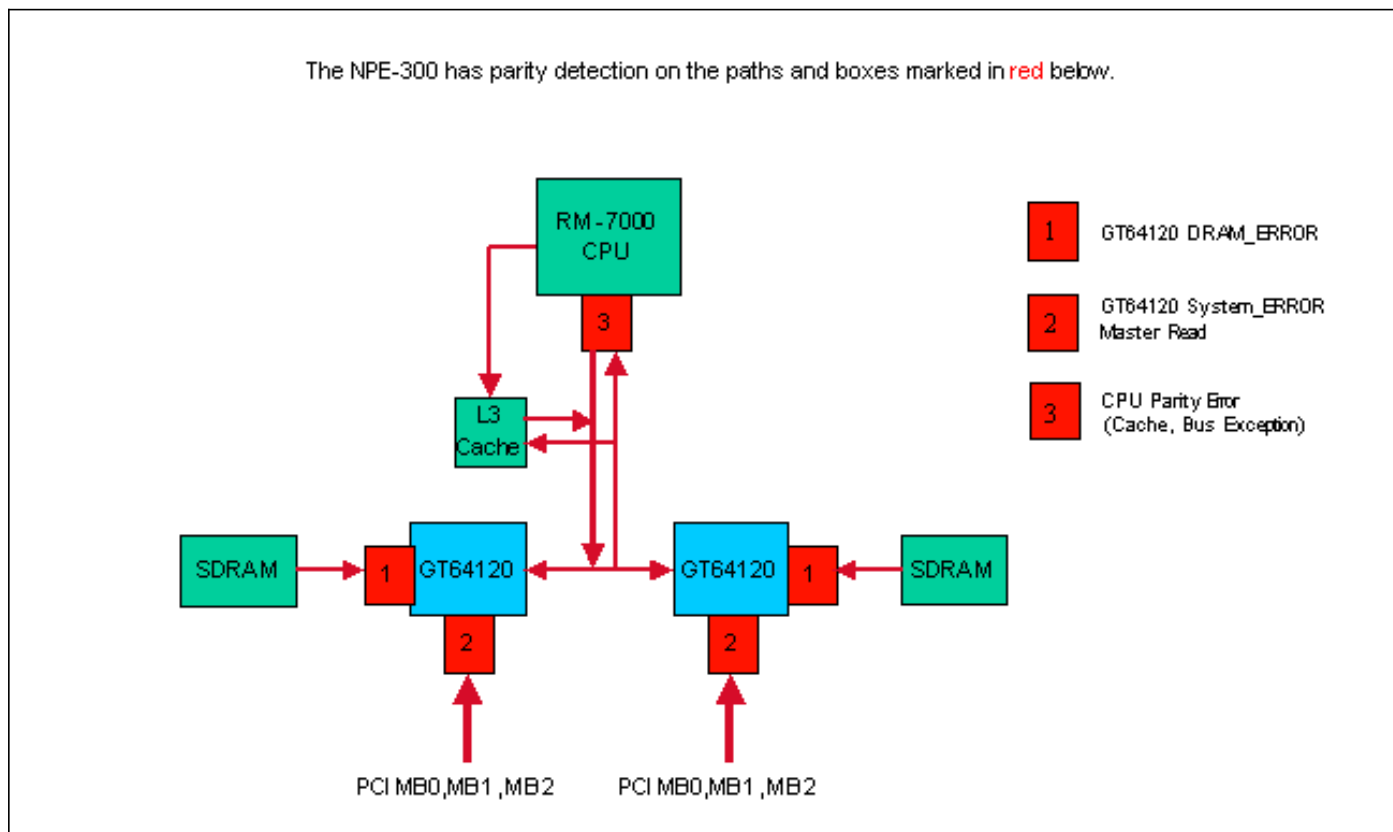 The NPE-300 has parity detection on the paths and boxes marked in red below.
RM-7000
CPU
3
L3
Cache
SDRAM
1
GT64120
2
GT64120
1
2
SDRAM
PCI MB0,MB1,MB2
PCI MB0,MB1,MB2
1
GT64120 DRAM_ERROR
2
GT64120 System_ERROR
Master Read
3
CPU Parity Error
(Cache, Bus Exception)